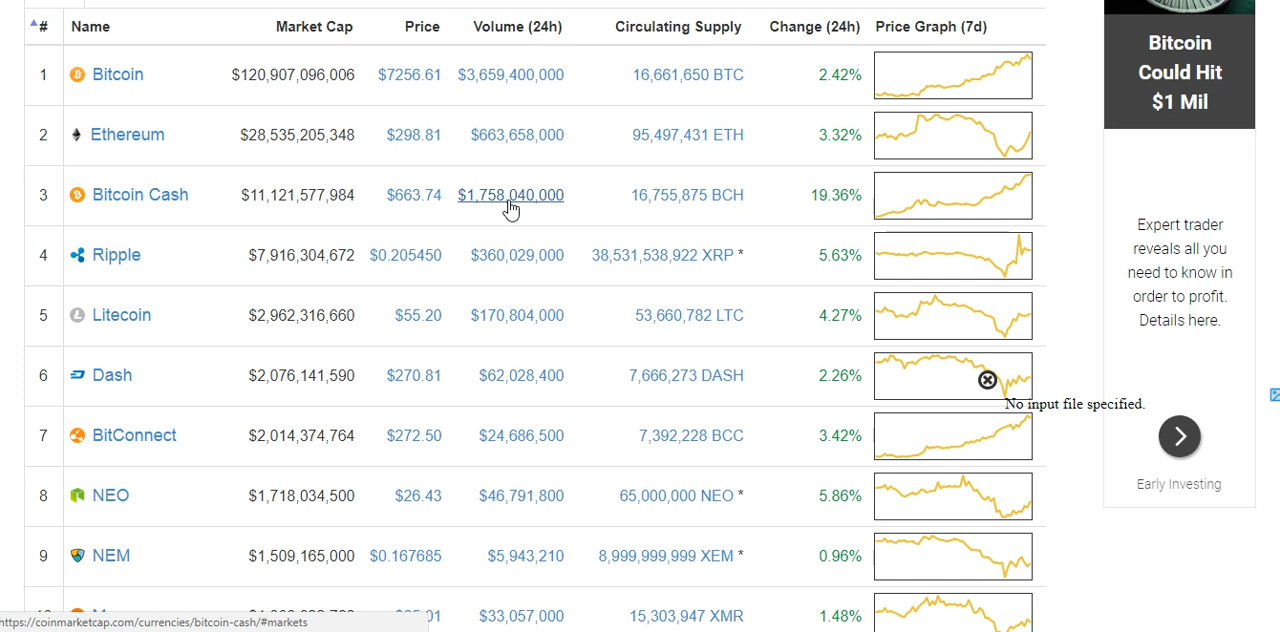 # Name Market Cap Price Volume (24h) Circulating Supply Change (24h) Price Graph (7d)
1 Bitcoin $120,907,096,006 $7256.61 $3,659,400,000 16,661,650 BTC 2.42%
2 Ethereum $28,535,205,348 $298.81 $663,658,000 95,497,431 ETH 3.32%
3 Bitcoin Cash $11,121,577,984 $663.74 $1,758,040,000 16,755,875 BCH 19.36%
4 Ripple $7,916,304,672 $0.205450 $360,029,000 38,531,538,922 XRP * 5.63%
5 Litecoin $2,962,316,660 $55.20 $170,804,000 53,660,782 LTC 4.27%
6 Dash $2,076,141,590 $270.81 $62,028,400 7,666,273 DASH 2.26%
7 BitConnect $2,014,374,764 $272.50 $24,686,500 7,392,228 BCC 3.42%
8 NEO $1,718,034,500 $26.43 $46,791,800 65,000,000 NEO * 5.86%
9 NEM $1,509,165,000 $0.167685 $5,943,210 8,999,999,999 XEM * 0.96%
$33,057,000 15,303,947 XMR 1.48%
https://coinmarketcap.com/currencies/bitcoin-cash/#markets
No input file specified.
Bitcoin
Could Hit
$1 Mil
Expert trader
reveals all you
need to know in
order to profit.
Details here.
Early Investing